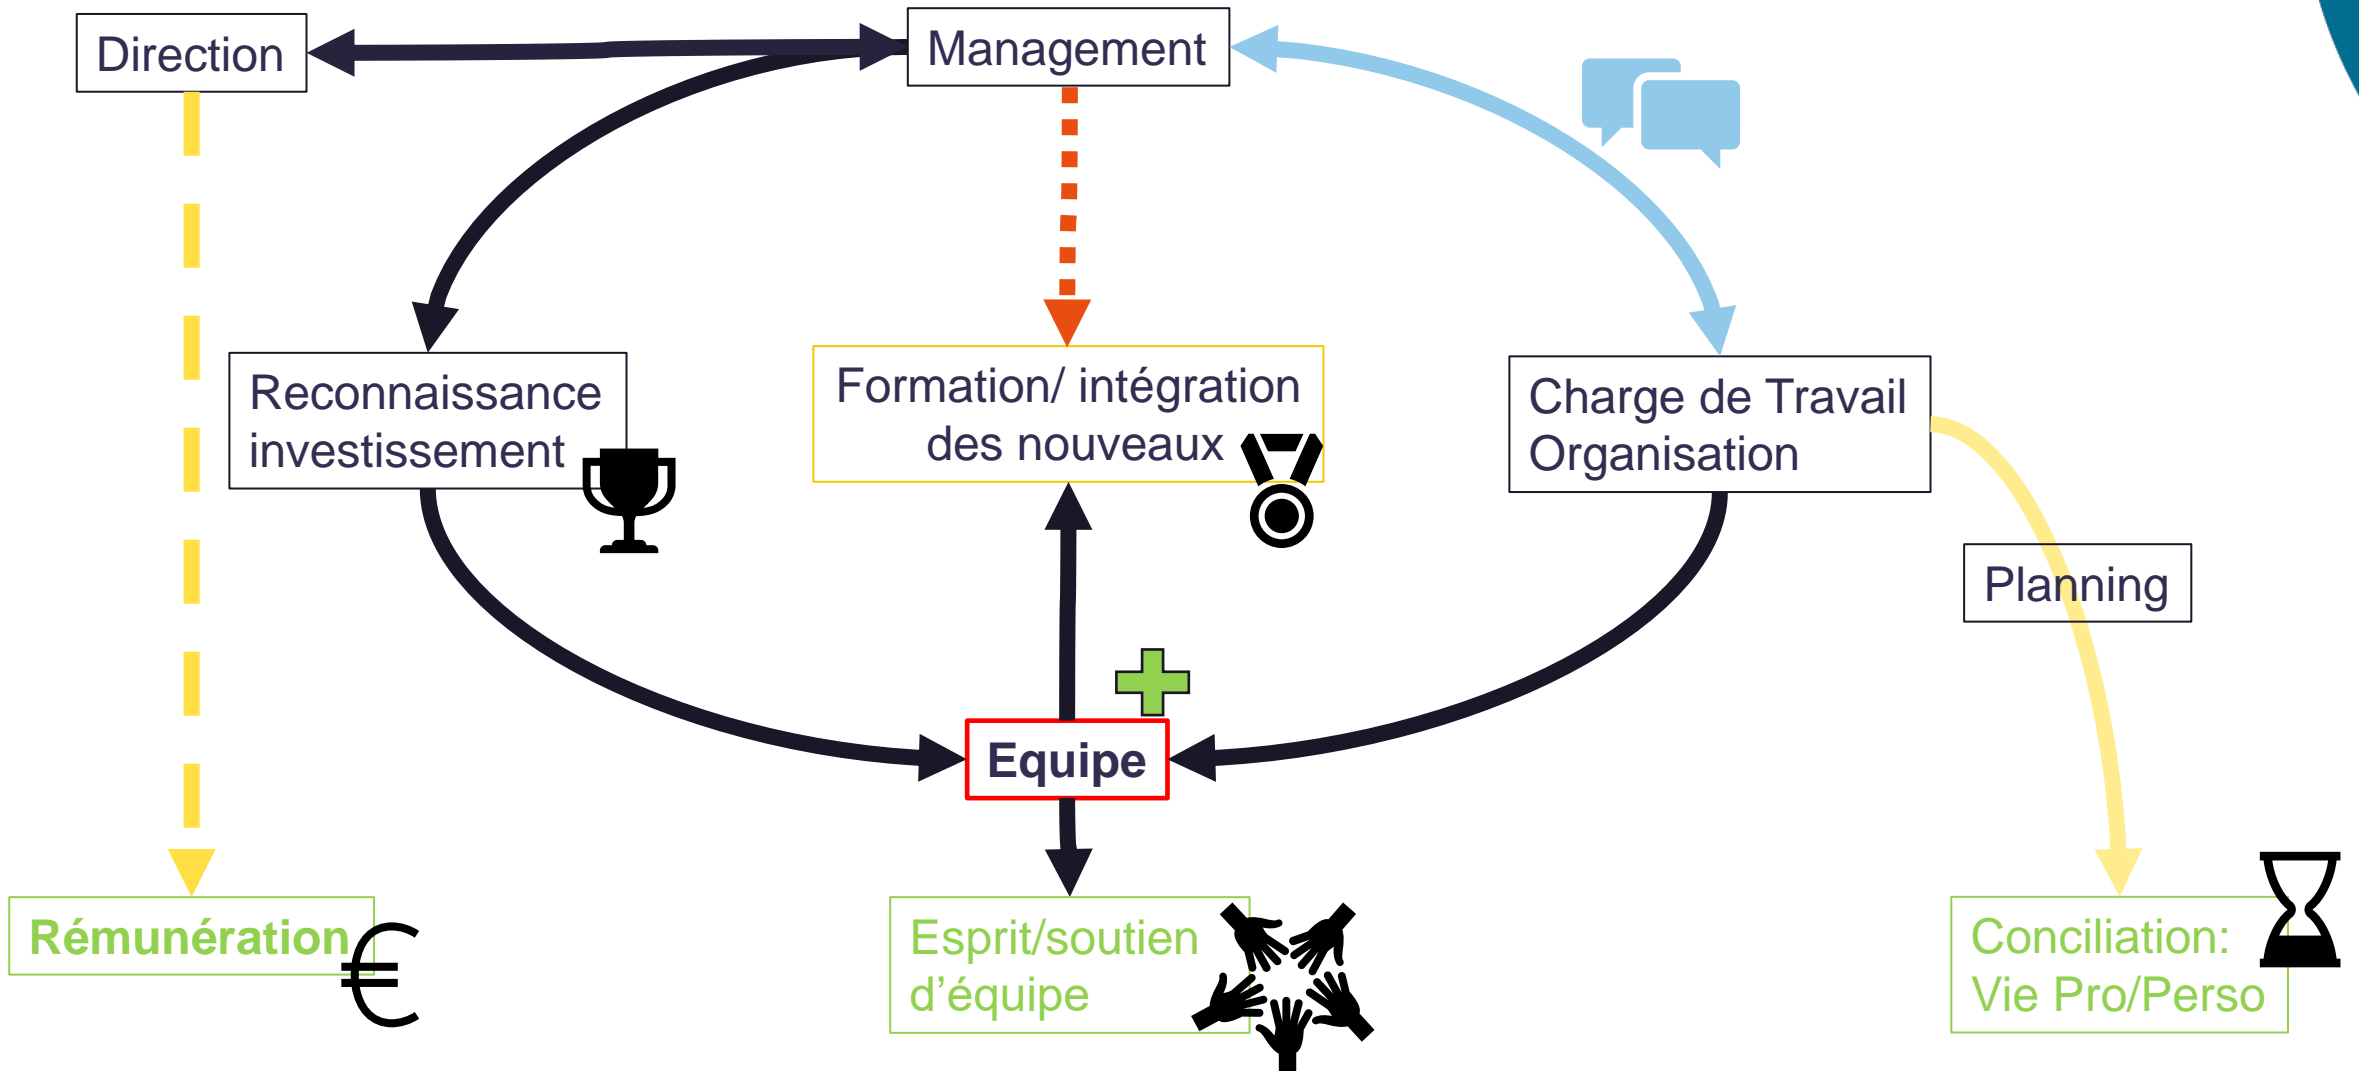 Direction
Management
Reconnaissance
investissement
Formation/ intégration
des nouveaux
Charge de Travail
Organisation
Planning
Equipe
Rémunération
Esprit/soutien
d’équipe
Conciliation:
Vie Pro/Perso